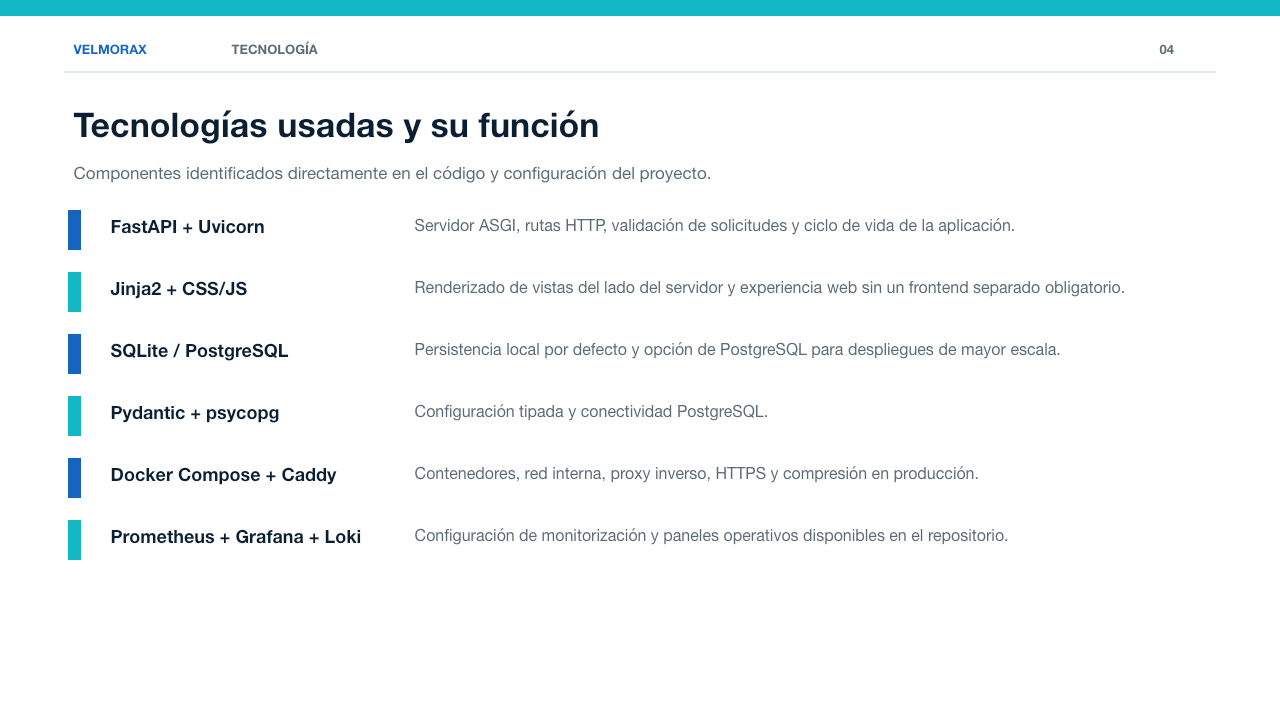 VELMORAX TECNOLOGÍA 04
Tecnologías usadas y su función
Componentes identificados directamente en el código y configuración del proyecto.
FastAPI + Uvicorn Servidor ASGI, rutas HTTP, validación de solicitudes y ciclo de vida de la aplicación.
Jinja2 + CSS/JS Renderizado de vistas del lado del servidor y experiencia web sin un frontend separado obligatorio.
SQLite / PostgreSQL Persistencia local por defecto y opción de PostgreSQL para despliegues de mayor escala.
Pydantic + psycopg Configuración tipada y conectividad PostgreSQL.
Docker Compose + Caddy Contenedores, red interna, proxy inverso, HTTPS y compresión en producción.
Prometheus + Grafana + Loki Configuración de monitorización y paneles operativos disponibles en el repositorio.